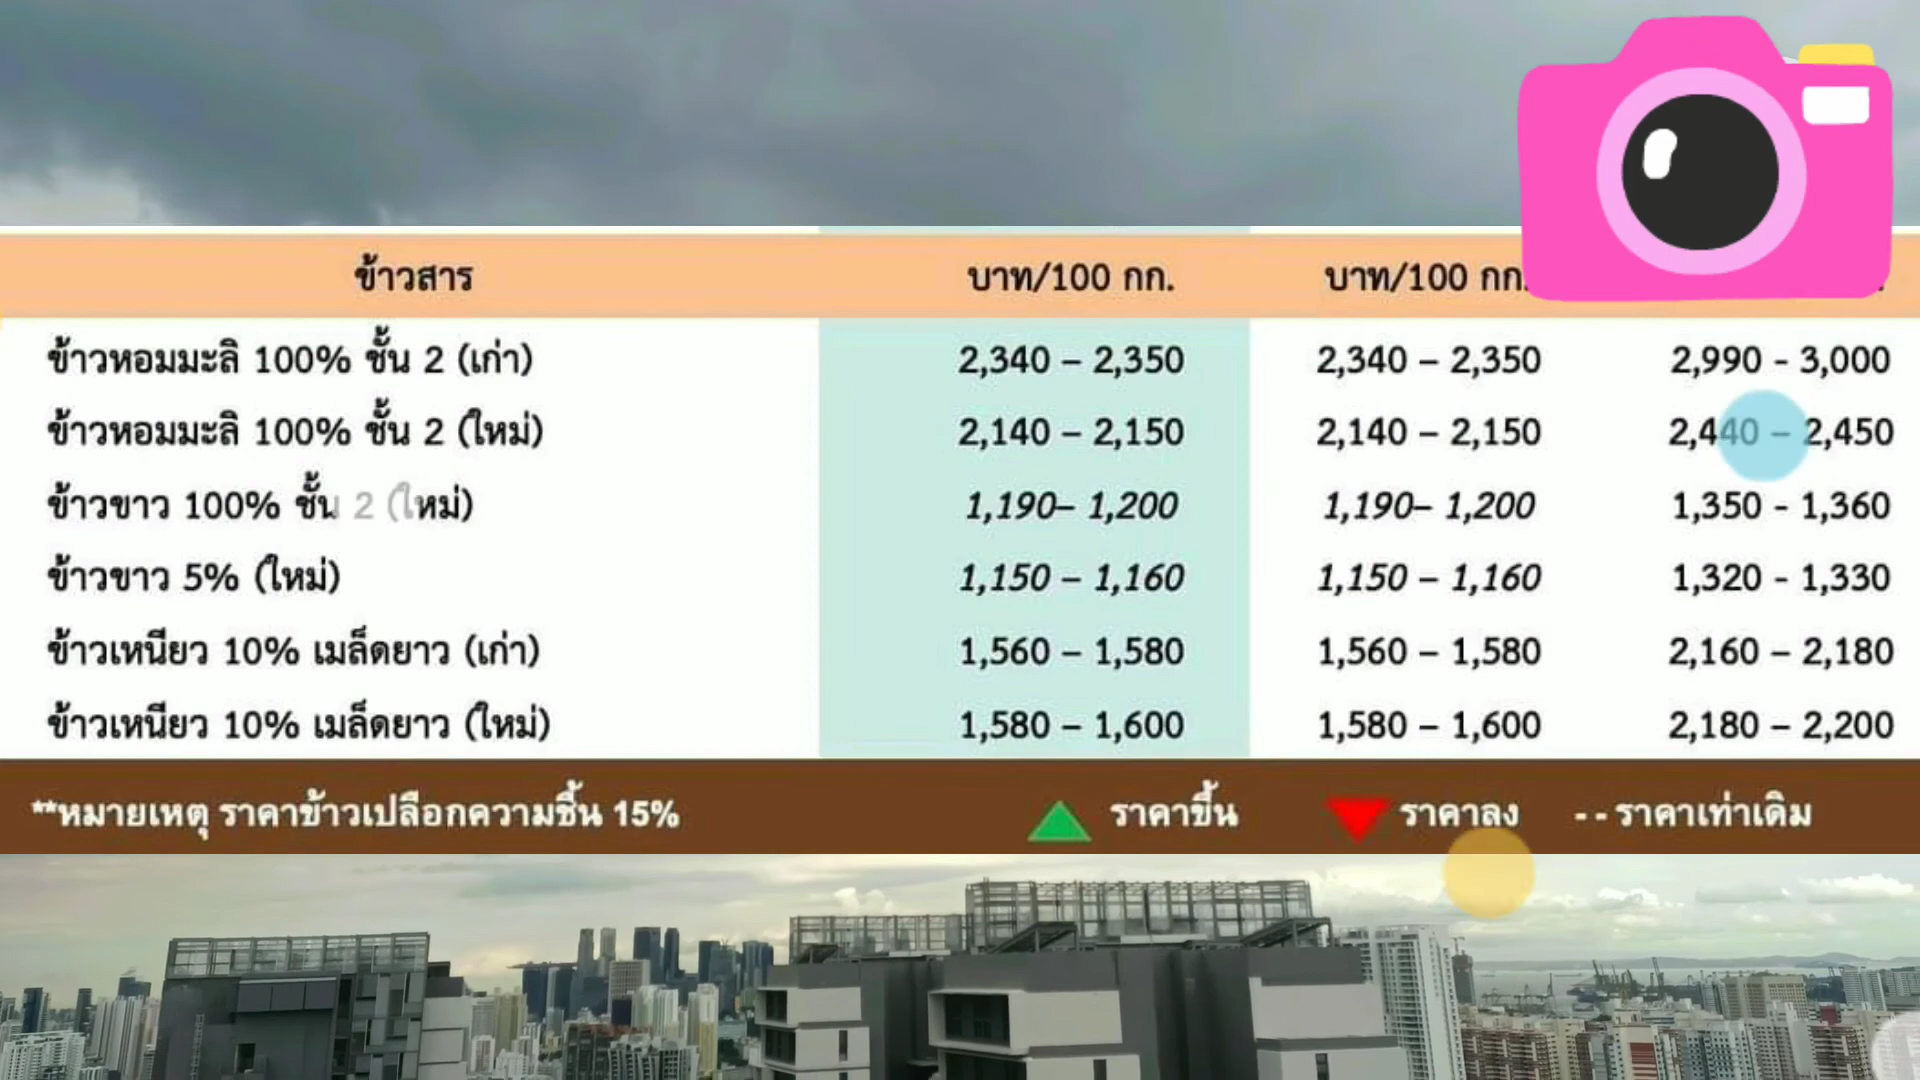 ข้าวสาร บาท/100 กก. บาท/100 กก.
ข้าวหอมมะลิ 100% ชั้น 2 (เก่า) 2,340 – 2,350 2,340 – 2,350 2,990 - 3,000
ข้าวหอมมะลิ 100% ชั้น 2 (ใหม่) 2,140 – 2,150 2,140 – 2,150 2,440 – 2,450
ข้าวขาว 100% ชั้น 2 (ใหม่) 1,190– 1,200 1,190– 1,200 1,350 - 1,360
ข้าวขาว 5% (ใหม่) 1,150 – 1,160 1,150 – 1,160 1,320 - 1,330
ข้าวเหนียว 10% เมล็ดยาว (เก่า) 1,560 – 1,580 1,560 – 1,580 2,160 – 2,180
ข้าวเหนียว 10% เมล็ดยาว (ใหม่) 1,580 – 1,600 1,580 – 1,600 2,180 – 2,200
**หมายเหตุ ราคาข้าวเปลือกความชื้น 15% ราคาขึ้น ราคาลง - - ราคาเท่าเดิม